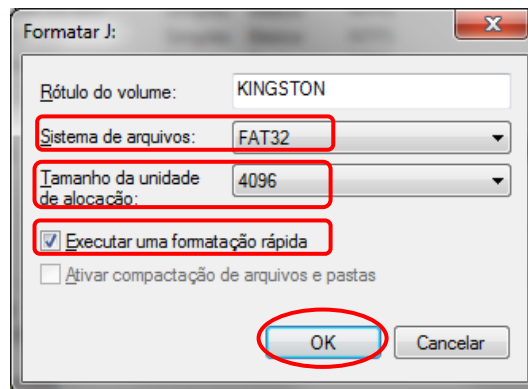 Formatar J:
Rótulo do volume: KINGSTON
Sistema de arquivos: FAT32
Tamanho da unidade 4096
de alocação:
Executar uma formatação rápida
Ativar compactação de arquivos e pastas
OK Cancelar